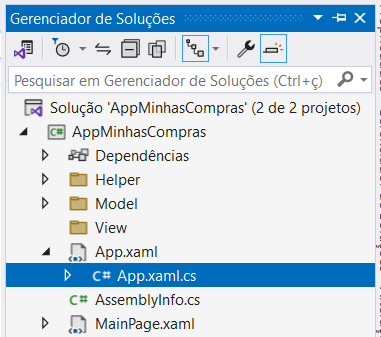 Gerenciador de Soluções
Pesquisar em Gerenciador de Soluções (Ctrl+ç)
Solução 'AppMinhasCompras' (2 de 2 projetos)
C# AppMinhasCompras
Dependências
Helper
Model
View
App.xaml
C# App.xaml.cs
C# AssemblyInfo.cs
MainPage.xaml